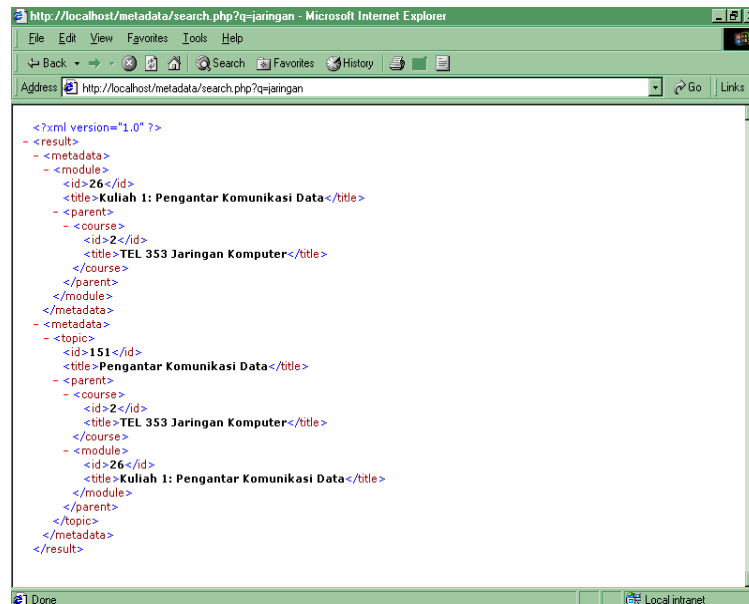 http://localhost/metadata/search.php?q=jaringan - Microsoft Internet Explorer
File Edit View Favorites Tools Help
Back Search Favorites History
Address http://localhost/metadata/search.php?q=jaringan Go Links
<?xml version="1.0" ?>
- <result>
- <metadata>
- <module>
<id>26</id>
<title>Kuliah 1: Pengantar Komunikasi Data</title>
- <parent>
- <course>
<id>2</id>
<title>TEL 353 Jaringan Komputer</title>
</course>
</parent>
</module>
</metadata>
- <metadata>
- <topic>
<id>151</id>
<title>Pengantar Komunikasi Data</title>
- <parent>
- <course>
<id>2</id>
<title>TEL 353 Jaringan Komputer</title>
</course>
- <module>
<id>26</id>
<title>Kuliah 1: Pengantar Komunikasi Data</title>
</module>
</parent>
</topic>
</metadata>
</result>
Done Local intranet